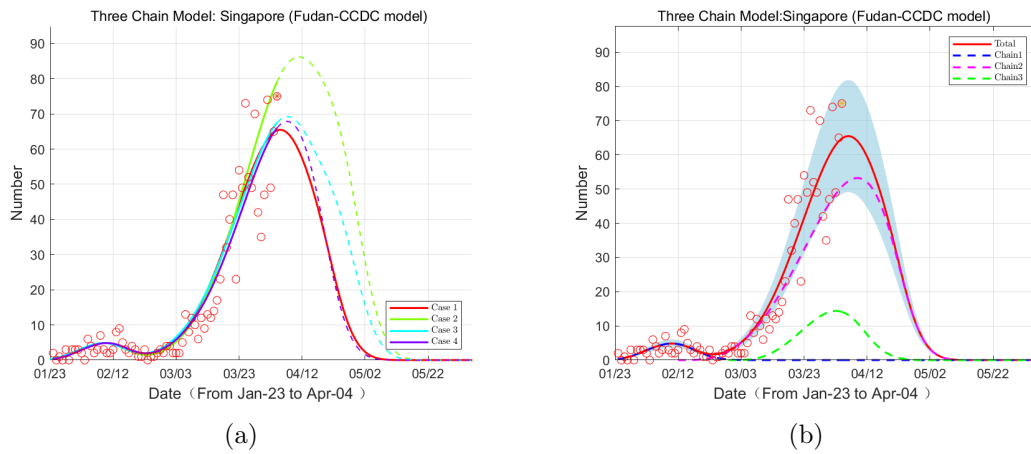 Three Chain Model: Singapore (Fudan-CCDC model)
90
80
70
60
50
40
30
20
10
0
Number
01/23 02/12 03/03 03/23 04/12 05/02 05/22
Date（From Jan-23 to Apr-04 ）
Case 1
Case 2
Case 3
Case 4
(a)
Three Chain Model:Singapore (Fudan-CCDC model)
90
80
70
60
50
40
30
20
10
0
Number
01/23 02/12 03/03 03/23 04/12 05/02 05/22
Date（From Jan-23 to Apr-04 ）
Total
Chain1
Chain2
Chain3
(b)